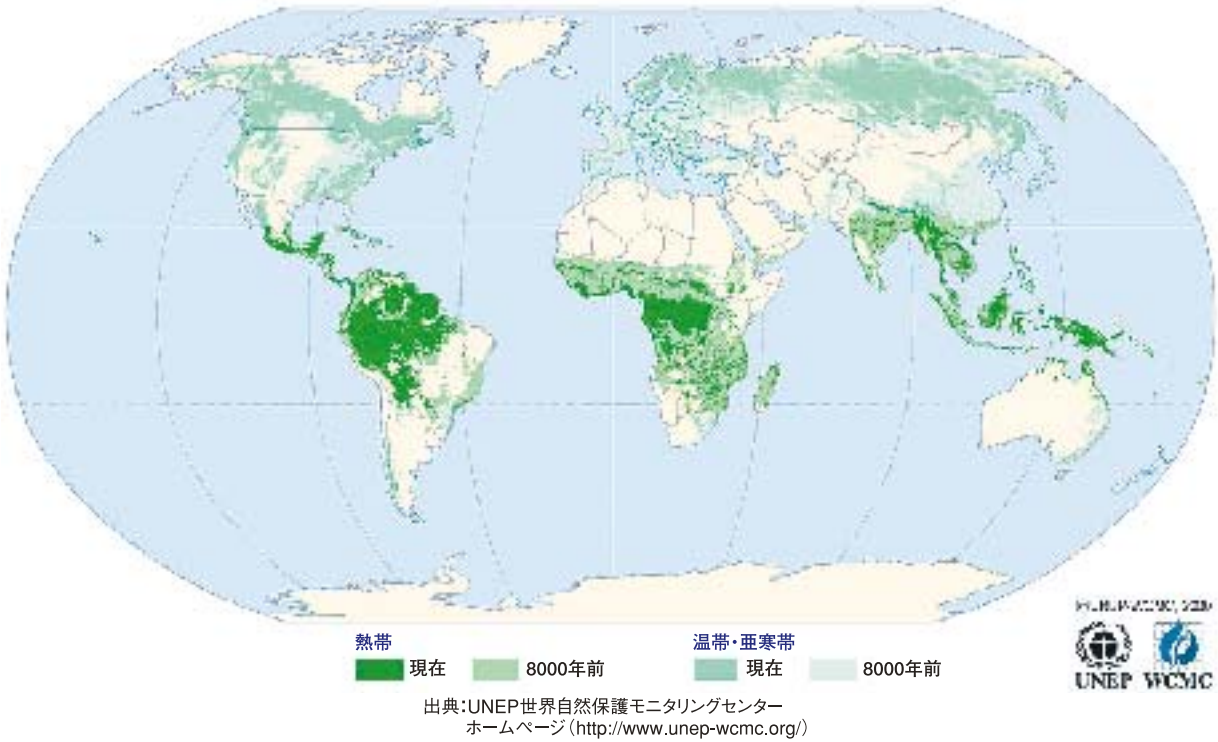 熱帯
現在 8000年前
温帯・亜寒帯
現在 8000年前
UNEP WCMC
出典：UNEP世界自然保護モニタリングセンター
ホームページ（http://www.unep-wcmc.org/）